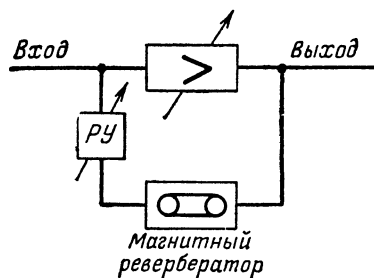 Вход
Выход
>
РУ
Магнитный
ревербератор